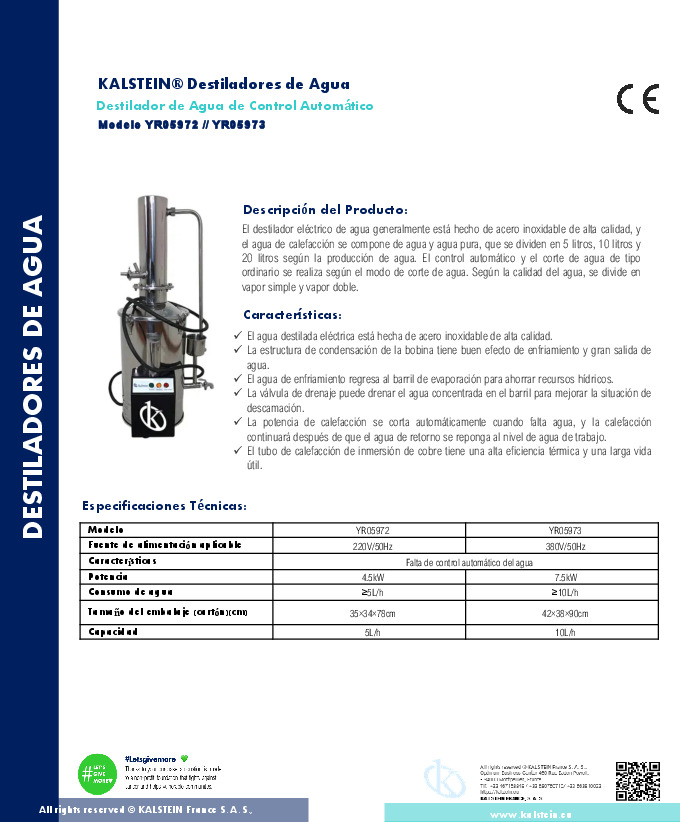 KALSTEIN® Destiladores de Agua
Destilador de Agua de Control Automático
Modelo YR05972 // YR05973
CE
DESTILADORES DE AGUA
Descripción del Producto:
El destilador eléctrico de agua generalmente está hecho de acero inoxidable de alta calidad, y
el agua de calefacción se compone de agua y agua pura, que se dividen en 5 litros, 10 litros y
20 litros según la producción de agua. El control automático y el corte de agua de tipo
ordinario se realiza según el modo de corte de agua. Según la calidad del agua, se divide en
vapor simple y vapor doble.
Características:
✓ El agua destilada eléctrica está hecha de acero inoxidable de alta calidad.
✓ La estructura de condensación de la bobina tiene buen efecto de enfriamiento y gran salida de
agua.
✓ El agua de enfriamiento regresa al barril de evaporación para ahorrar recursos hídricos.
✓ La válvula de drenaje puede drenar el agua concentrada en el barril para mejorar la situación de
descamación.
✓ La potencia de calefacción se corta automáticamente cuando falta agua, y la calefacción
continuará después de que el agua de retorno se reponga al nivel de agua de trabajo.
✓ El tubo de calefacción de inmersión de cobre tiene una alta eficiencia térmica y una larga vida
útil.
Especificaciones Técnicas:
Modelo YR05972 YR05973
Fuente de alimentación aplicable 220V/50Hz 380V/50Hz
Características Falta de control automático del agua
Potencia 4.5kW 7.5kW
Consumo de agua ≥5L/h ≥10L/h
Tamaño del embalaje (cartón)(cm) 35×34×78cm 42×38×90cm
Capacidad 5L/h 10L/h
#LET'S GIVE MORE
#Letsgivemore
All rights reserved ©KALSTEIN France S. A. S.,
KALSTEIN FRANCE, S. A. S
All rights reserved © KALSTEIN France S.A.S.,
www.kalstein.eu